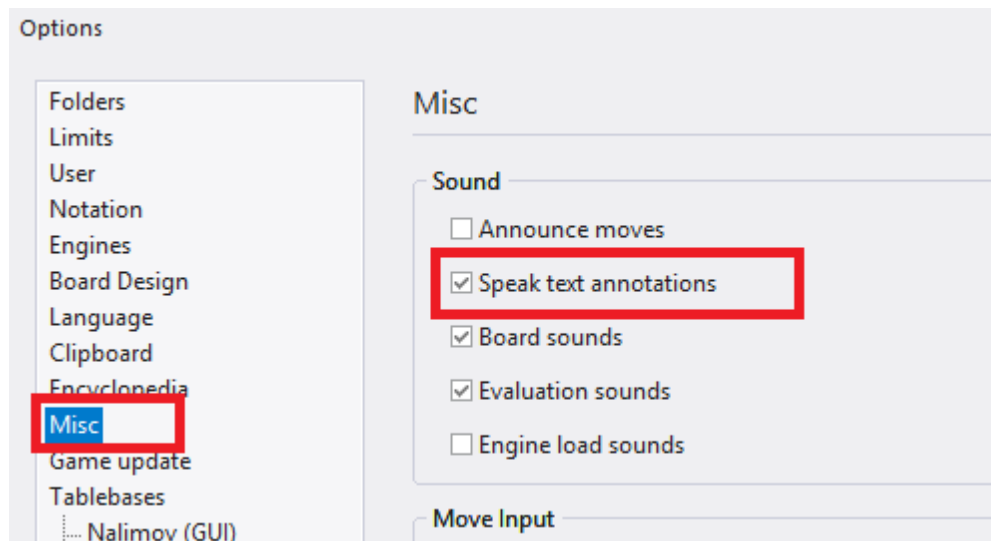 Options
Folders
Limits
User
Notation
Engines
Board Design
Language
Clipboard
Encyclopedia
Misc
Game update
Tablebases
Nalimov (GUI)
Misc
Sound
Announce moves
Speak text annotations
Board sounds
Evaluation sounds
Engine load sounds
Move Input